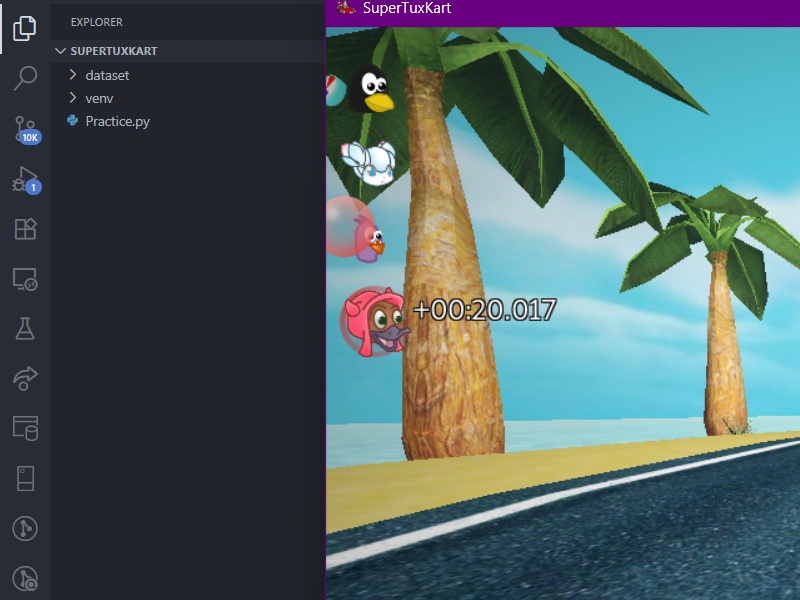 EXPLORER
SUPERTUXKART
dataset
venv
Practice.py
10K
1
SuperTuxKart
+00:20.017